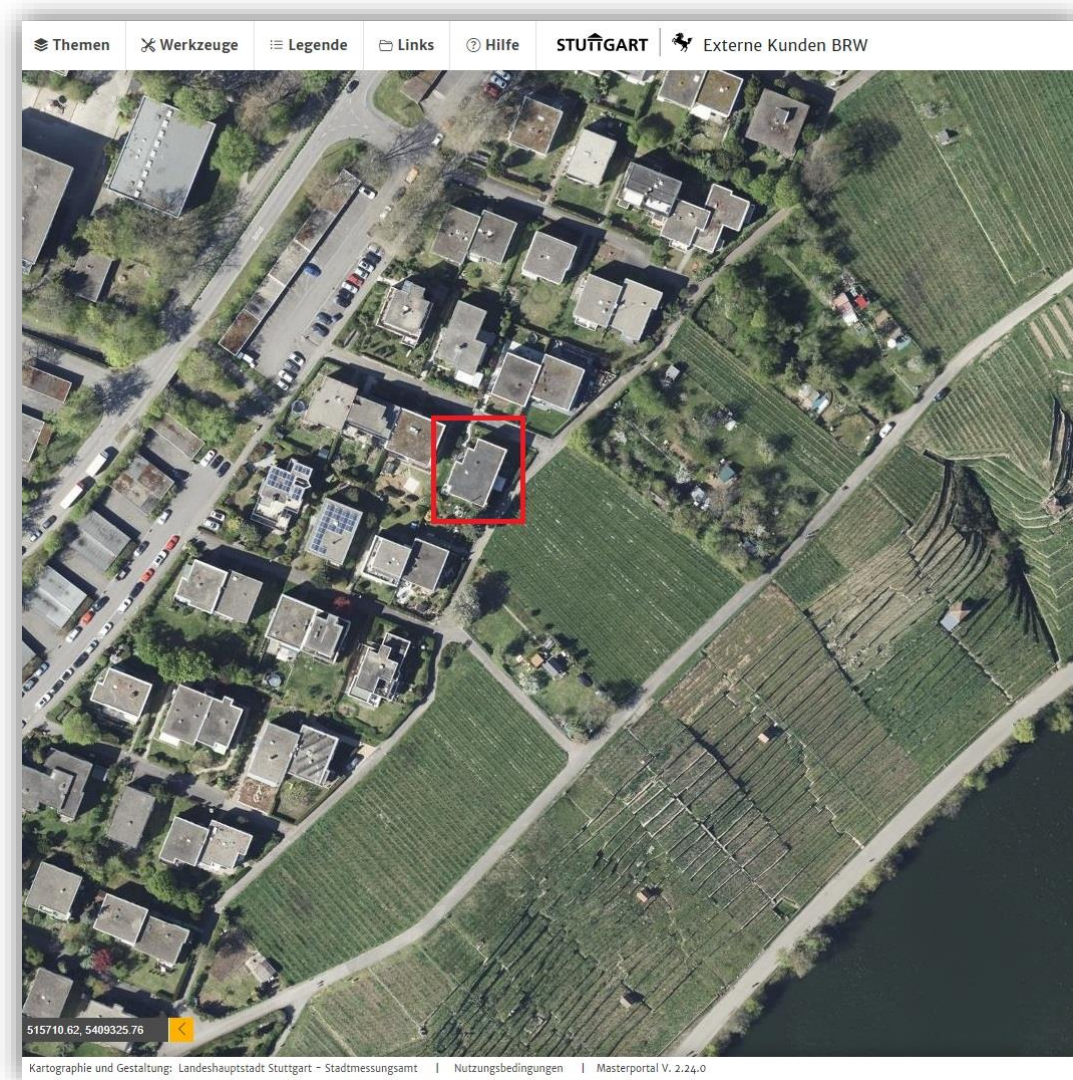 Themen Werkzeuge Legende Links Hilfe STUTTGART Externe Kunden BRW
515710.62, 5409325.76
Kartographie und Gestaltung: Landeshauptstadt Stuttgart - Stadtmessungsamt | Nutzungsbedingungen | Masterportal V. 2.24.0